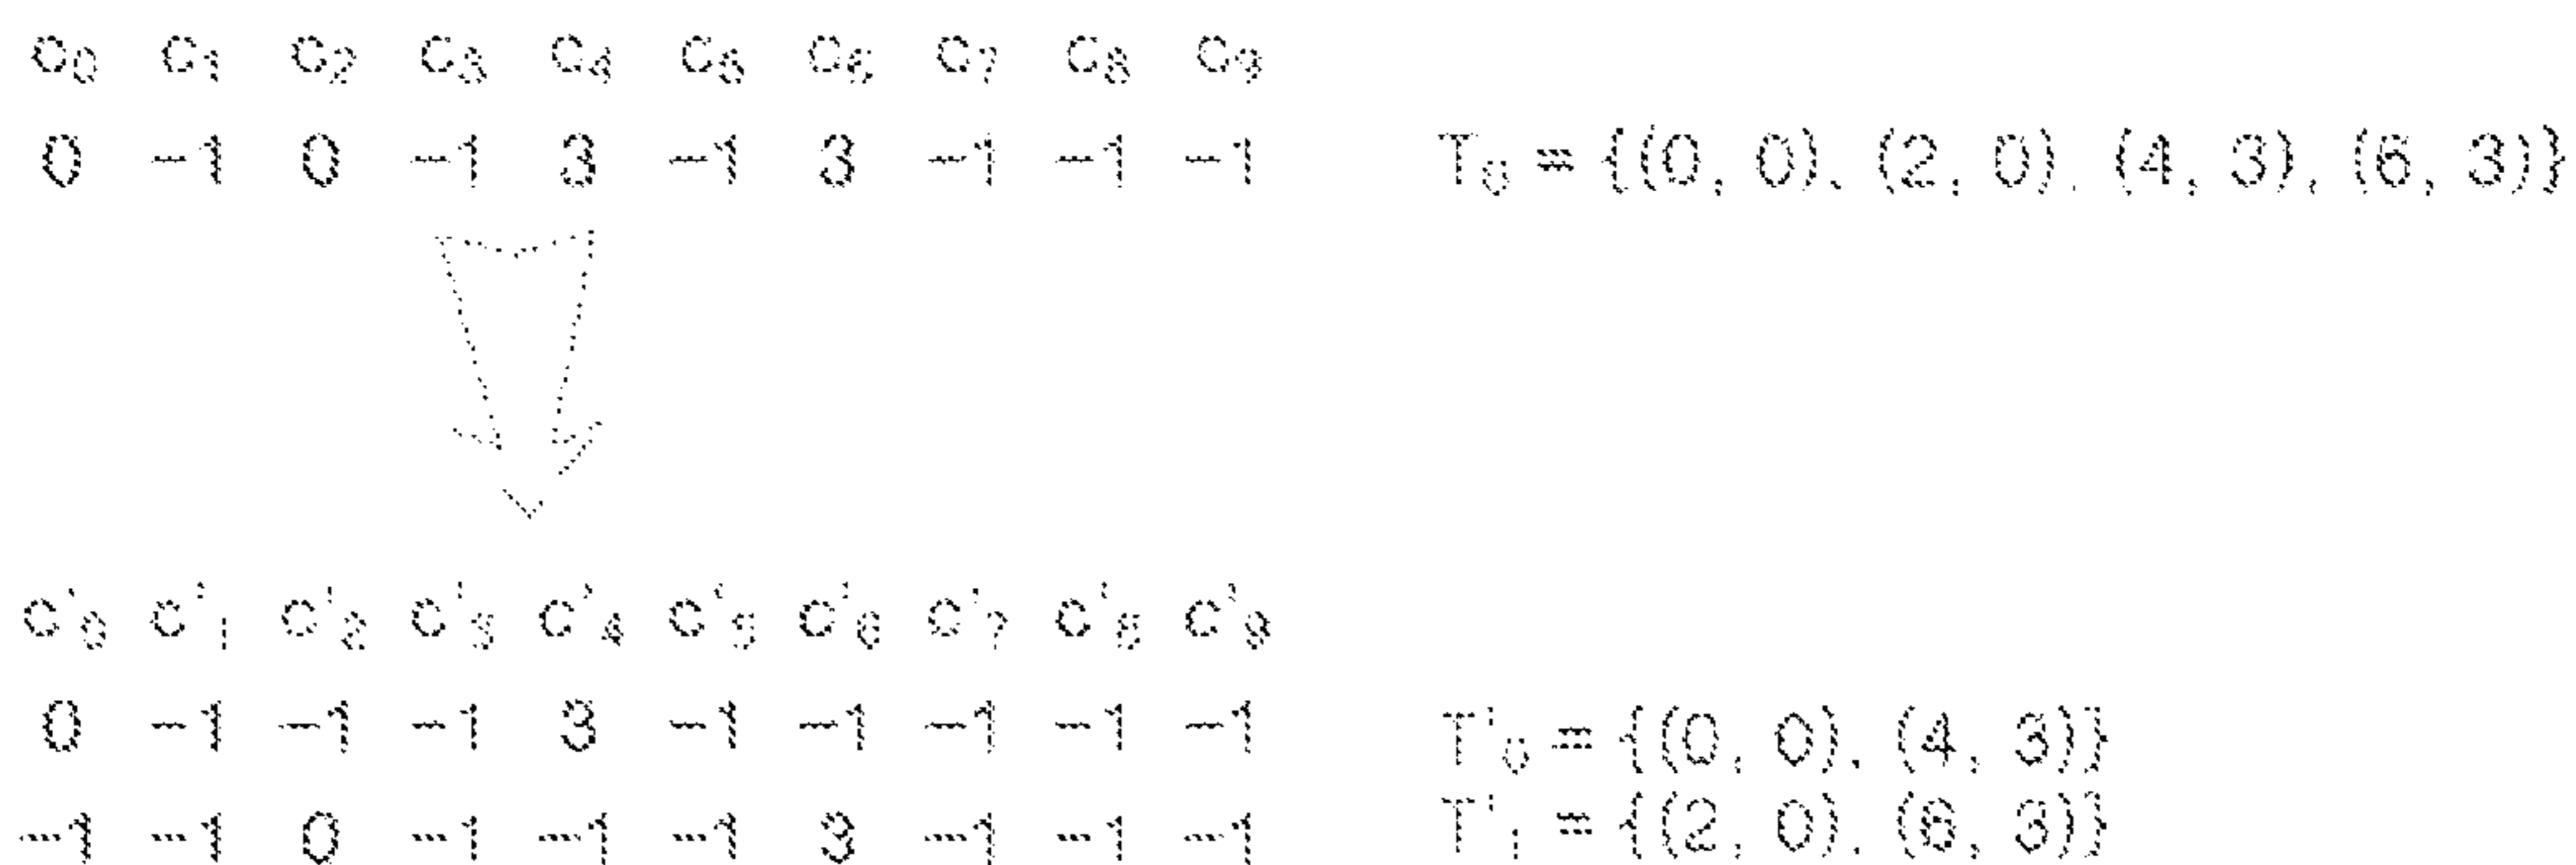 c₀ c₁ c₂ c₃ c₄ c₅ c₆ c₇ c₈ c₉
0 −1 0 −1 3 −1 3 −1 −1 −1 T₀ = {(0, 0), (2, 0), (4, 3), (6, 3)}
c'₀ c'₁ c'₂ c'₃ c'₄ c'₅ c'₆ c'₇ c'₈ c'₉
0 −1 −1 −1 3 −1 −1 −1 −1 −1 T'₀ = {(0, 0), (4, 3)}
−1 −1 0 −1 −1 −1 3 −1 −1 −1 T'₁ = {(2, 0), (6, 3)}